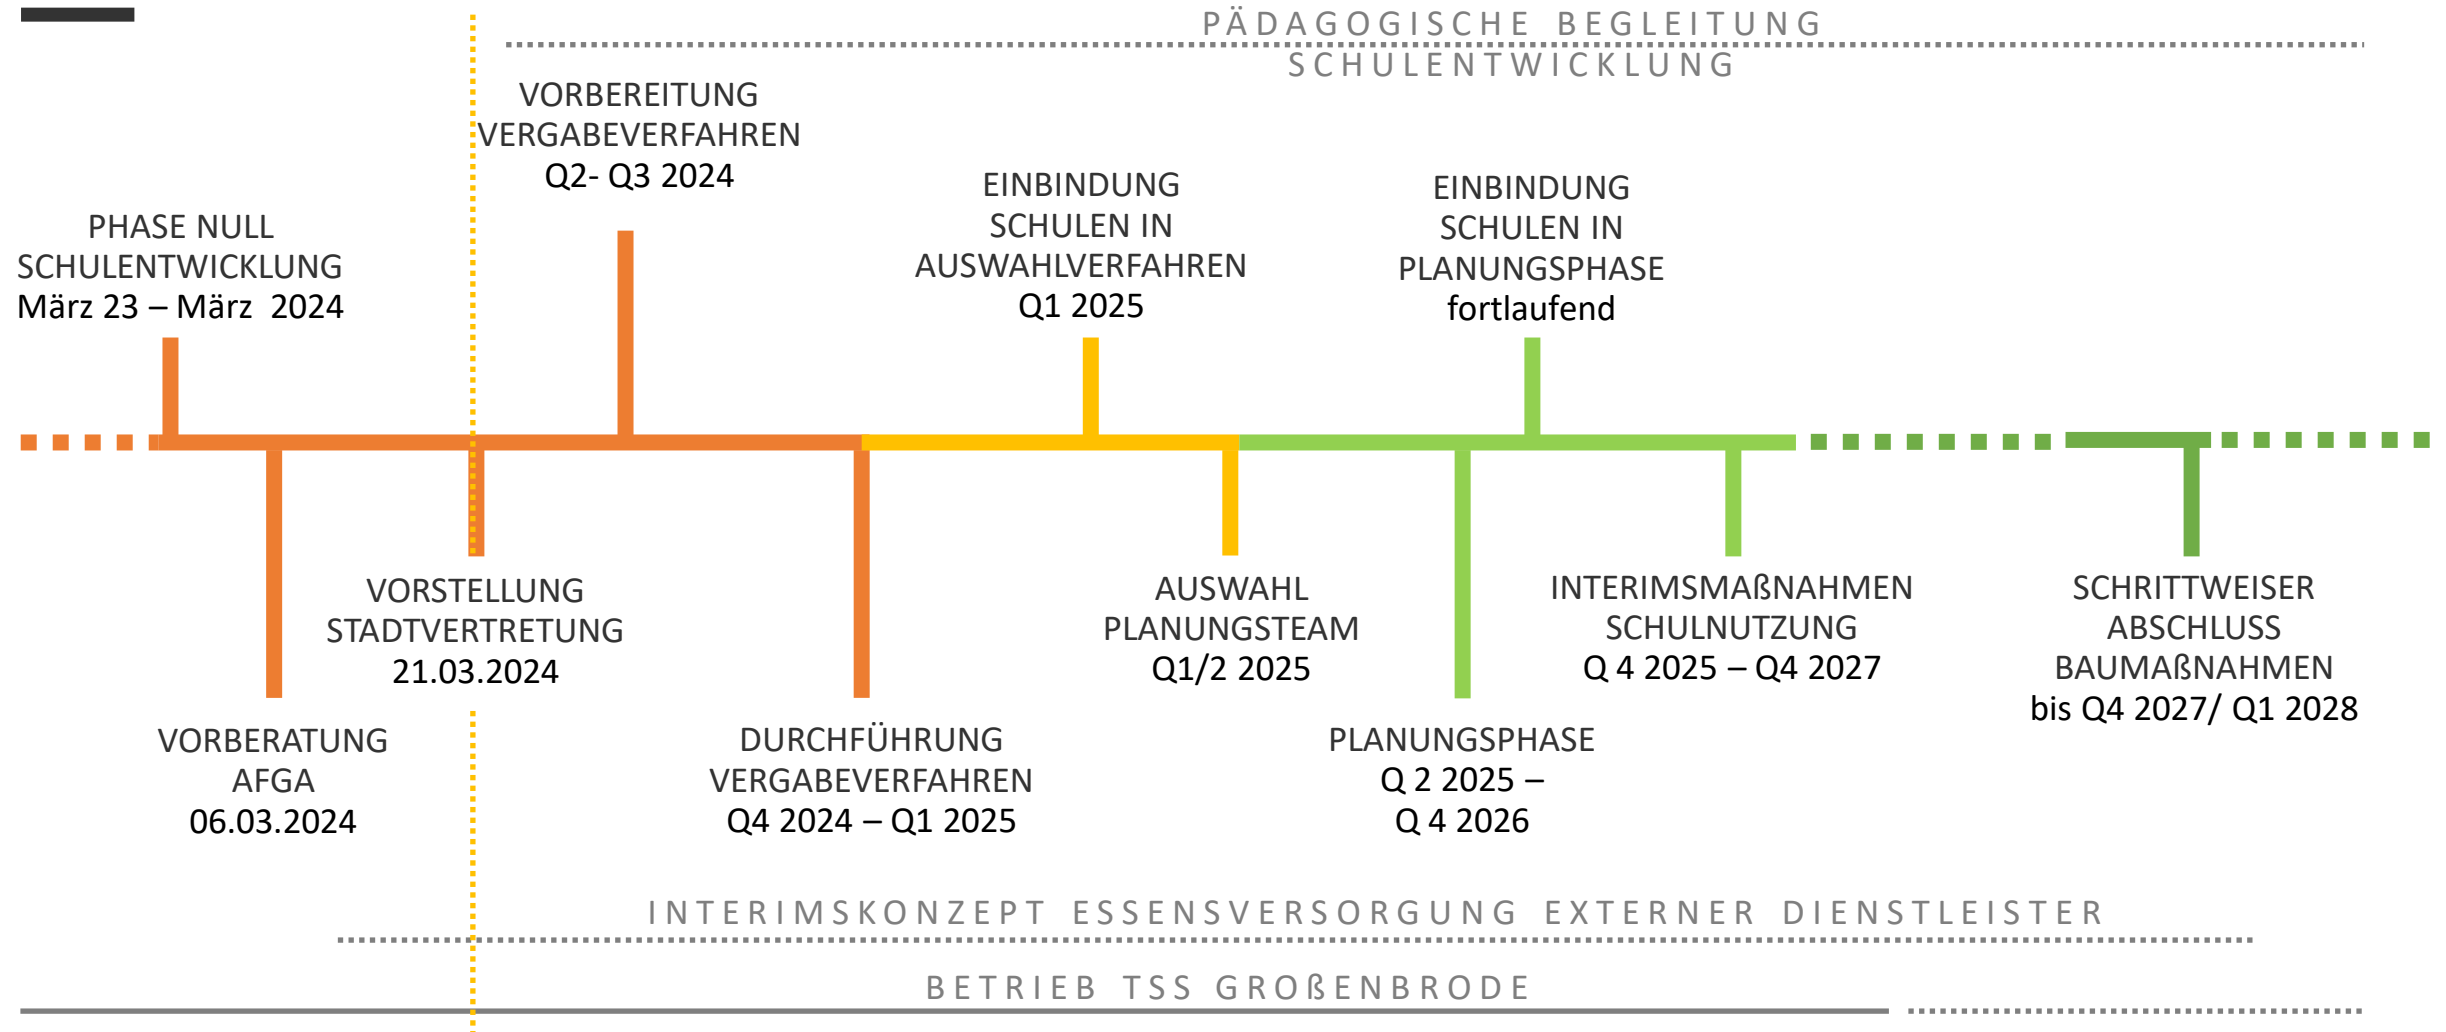 PÄDAGOGISCHE BEGLEITUNG
SCHULENTWICKLUNG
PHASE NULL
SCHULENTWICKLUNG
März 23 – März 2024
VORBEREITUNG
VERGABEVERFAHREN
Q2- Q3 2024
EINBINDUNG
SCHULEN IN
AUSWAHLVERFAHREN
Q1 2025
EINBINDUNG
SCHULEN IN
PLANUNGSPHASE
fortlaufend
VORBERATUNG
AFGA
06.03.2024
VORSTELLUNG
STADTVERTRETUNG
21.03.2024
DURCHFÜHRUNG
VERGABEVERFAHREN
Q4 2024 – Q1 2025
AUSWAHL
PLANUNGSTEAM
Q1/2 2025
PLANUNGSPHASE
Q 2 2025 –
Q 4 2026
INTERIMSMAßNAHMEN
SCHULNUTZUNG
Q 4 2025 – Q4 2027
SCHRITTWEISER
ABSCHLUSS
BAUMAßNAHMEN
bis Q4 2027/ Q1 2028
INTERIMSKONZEPT ESSENSVERSORGUNG EXTERNER DIENSTLEISTER
BETRIEB TSS GROßENBRODE